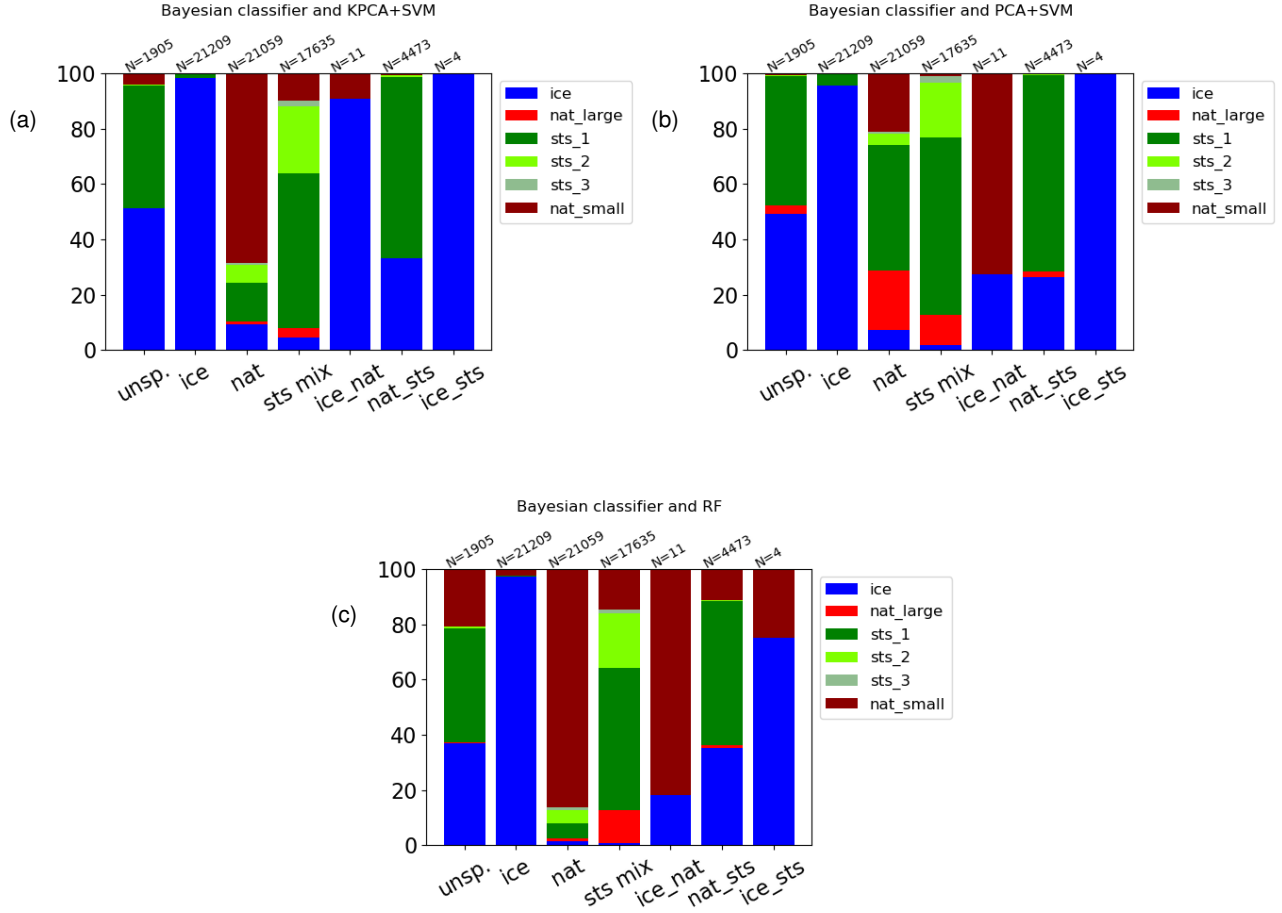 Bayesian classifier and KPCA+SVM
N=1905 N=21209 N=21059 N=17635 N=11 N=4473 N=4
(a)
100
80
60
40
20
0
unsp. ice nat sts mix ice_nat nat_sts ice_sts
ice
nat_large
sts_1
sts_2
sts_3
nat_small
Bayesian classifier and PCA+SVM
N=1905 N=21209 N=21059 N=17635 N=11 N=4473 N=4
(b)
100
80
60
40
20
0
unsp. ice nat sts mix ice_nat nat_sts ice_sts
ice
nat_large
sts_1
sts_2
sts_3
nat_small
Bayesian classifier and RF
N=1905 N=21209 N=21059 N=17635 N=11 N=4473 N=4
(c)
100
80
60
40
20
0
unsp. ice nat sts mix ice_nat nat_sts ice_sts
ice
nat_large
sts_1
sts_2
sts_3
nat_small